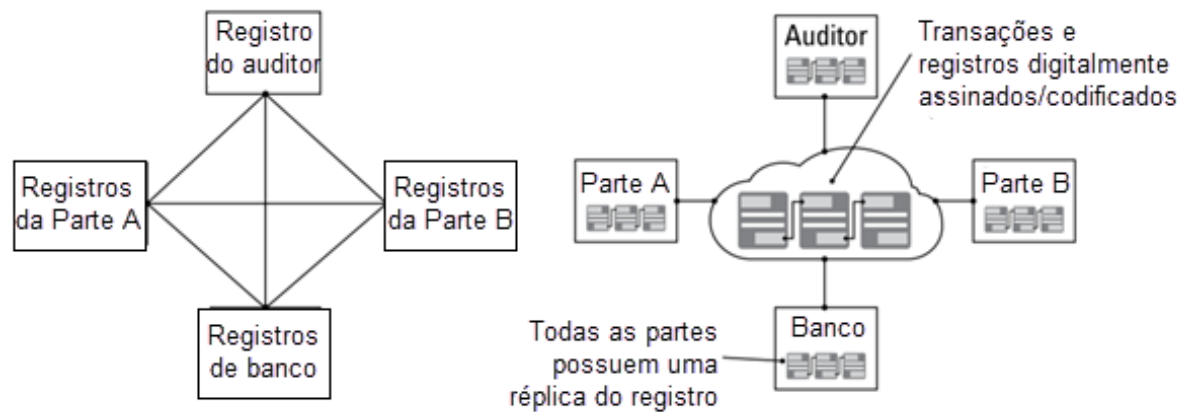 Registro
do auditor
Registros
da Parte A
Registros
da Parte B
Registros
de banco
Auditor
Transações e
registros digitalmente
assinados/codificados
Parte A
Parte B
Banco
Todas as partes
possuem uma
réplica do registro